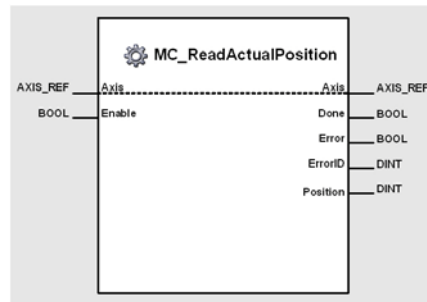 MC_ReadActualPosition
AXIS_REF Axis Axis AXIS_REF
BOOL Enable Done BOOL
Error BOOL
ErrorID DINT
Position DINT